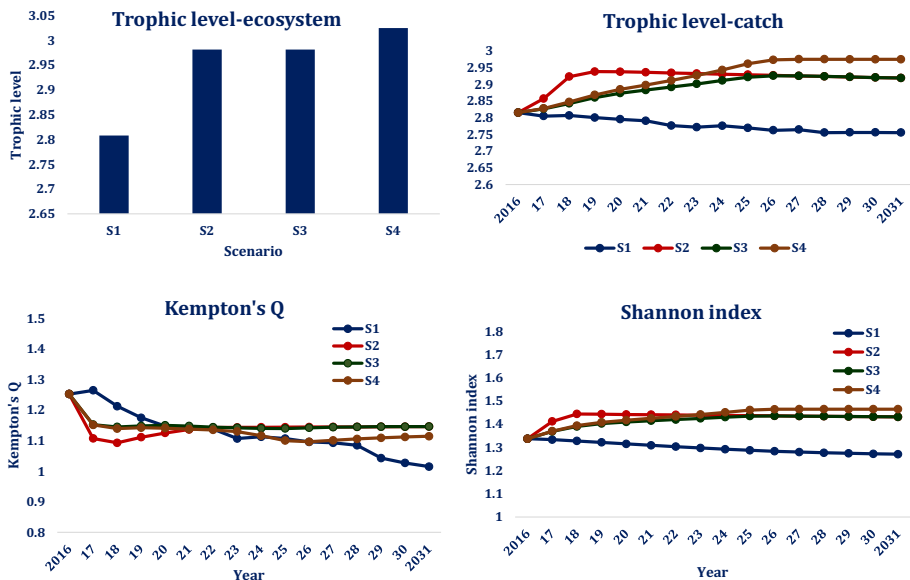 Trophic level-ecosystem
Trophic level
3.05
3
2.95
2.9
2.85
2.8
2.75
2.7
2.65
S1 S2 S3 S4
Scenario
Trophic level-catch
3
2.95
2.9
2.85
2.8
2.75
2.7
2.65
2.6
2016 17 18 19 20 21 22 23 24 25 26 27 28 29 30 2031
S1 S2 S3 S4
Kempton's Q
Kempton's Q
1.5
1.4
1.3
1.2
1.1
1
0.9
0.8
S1
S2
S3
S4
2016 17 18 19 20 21 22 23 24 25 26 27 28 29 30 2031
Year
Shannon index
Shannon index
1.8
1.7
1.6
1.5
1.4
1.3
1.2
1.1
1
S1
S2
S3
S4
2016 17 18 19 20 21 22 23 24 25 26 27 28 29 30 2031
Year